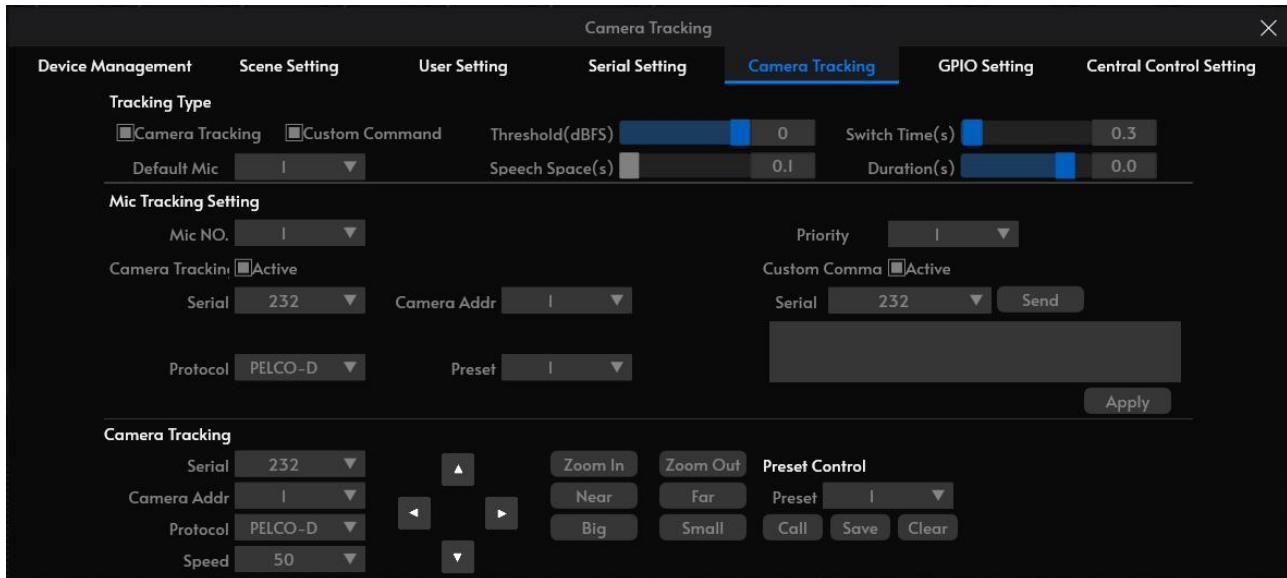 Camera Tracking
Device Management Scene Setting User Setting Serial Setting Camera Tracking GPIO Setting Central Control Setting
Tracking Type
Camera Tracking Custom Command Threshold(dBFS) 0 Switch Time(s) 0.3
Default Mic 1 Speech Space(s) 0.1 Duration(s) 0.0
Mic Tracking Setting
Mic NO. 1 Priority 1
Camera Trackin Active Custom Comma Active
Serial 232 Camera Addr 1 Serial 232 Send
Protocol PELCO-D Preset 1
Apply
Camera Tracking
Serial 232 Zoom In Zoom Out Preset Control
Camera Addr 1 Near Far Preset 1
Protocol PELCO-D Big Small Call Save Clear
Speed 50